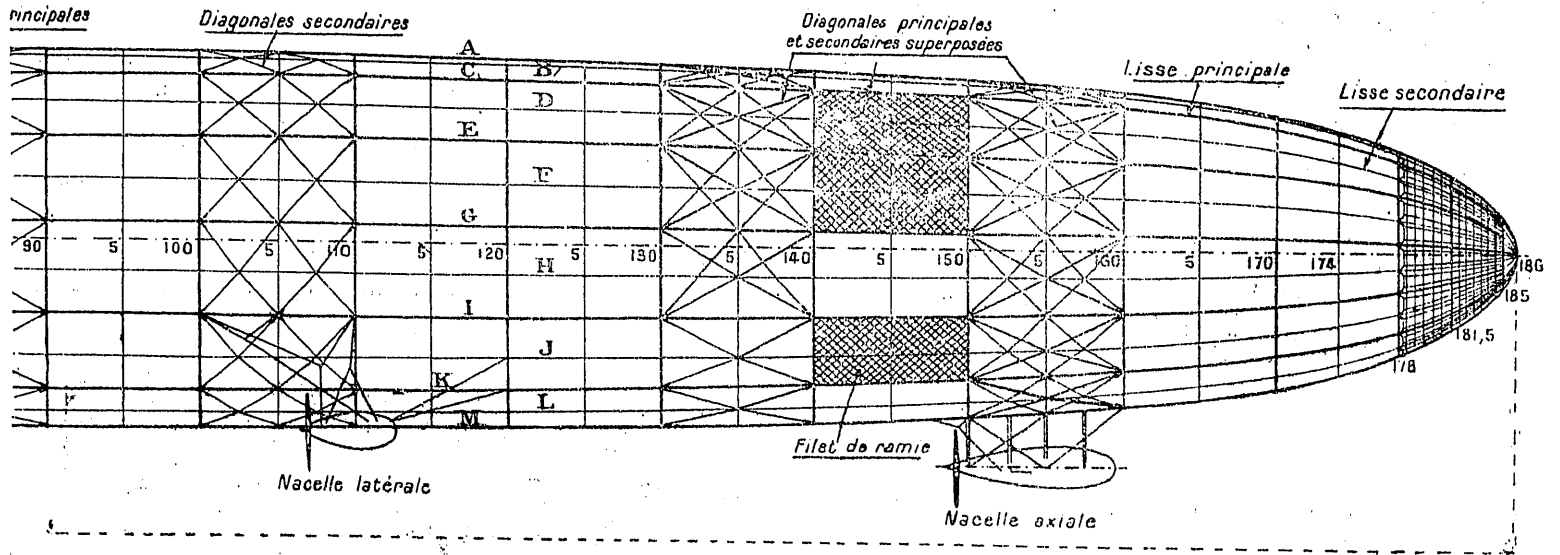 rincipales
Diagonales secondaires
Diagonales principales
et secondaires superposées
Lisse principale
Lisse secondaire
A
B
C
D
E
F
G
90 5 100 5 110 5 120 5 130 5 140 5 150 5 160 5 170 174 186
H
185
I
181,5
J
178
K
L
M
Filet de ramie
Nacelle latérale
Nacelle axiale